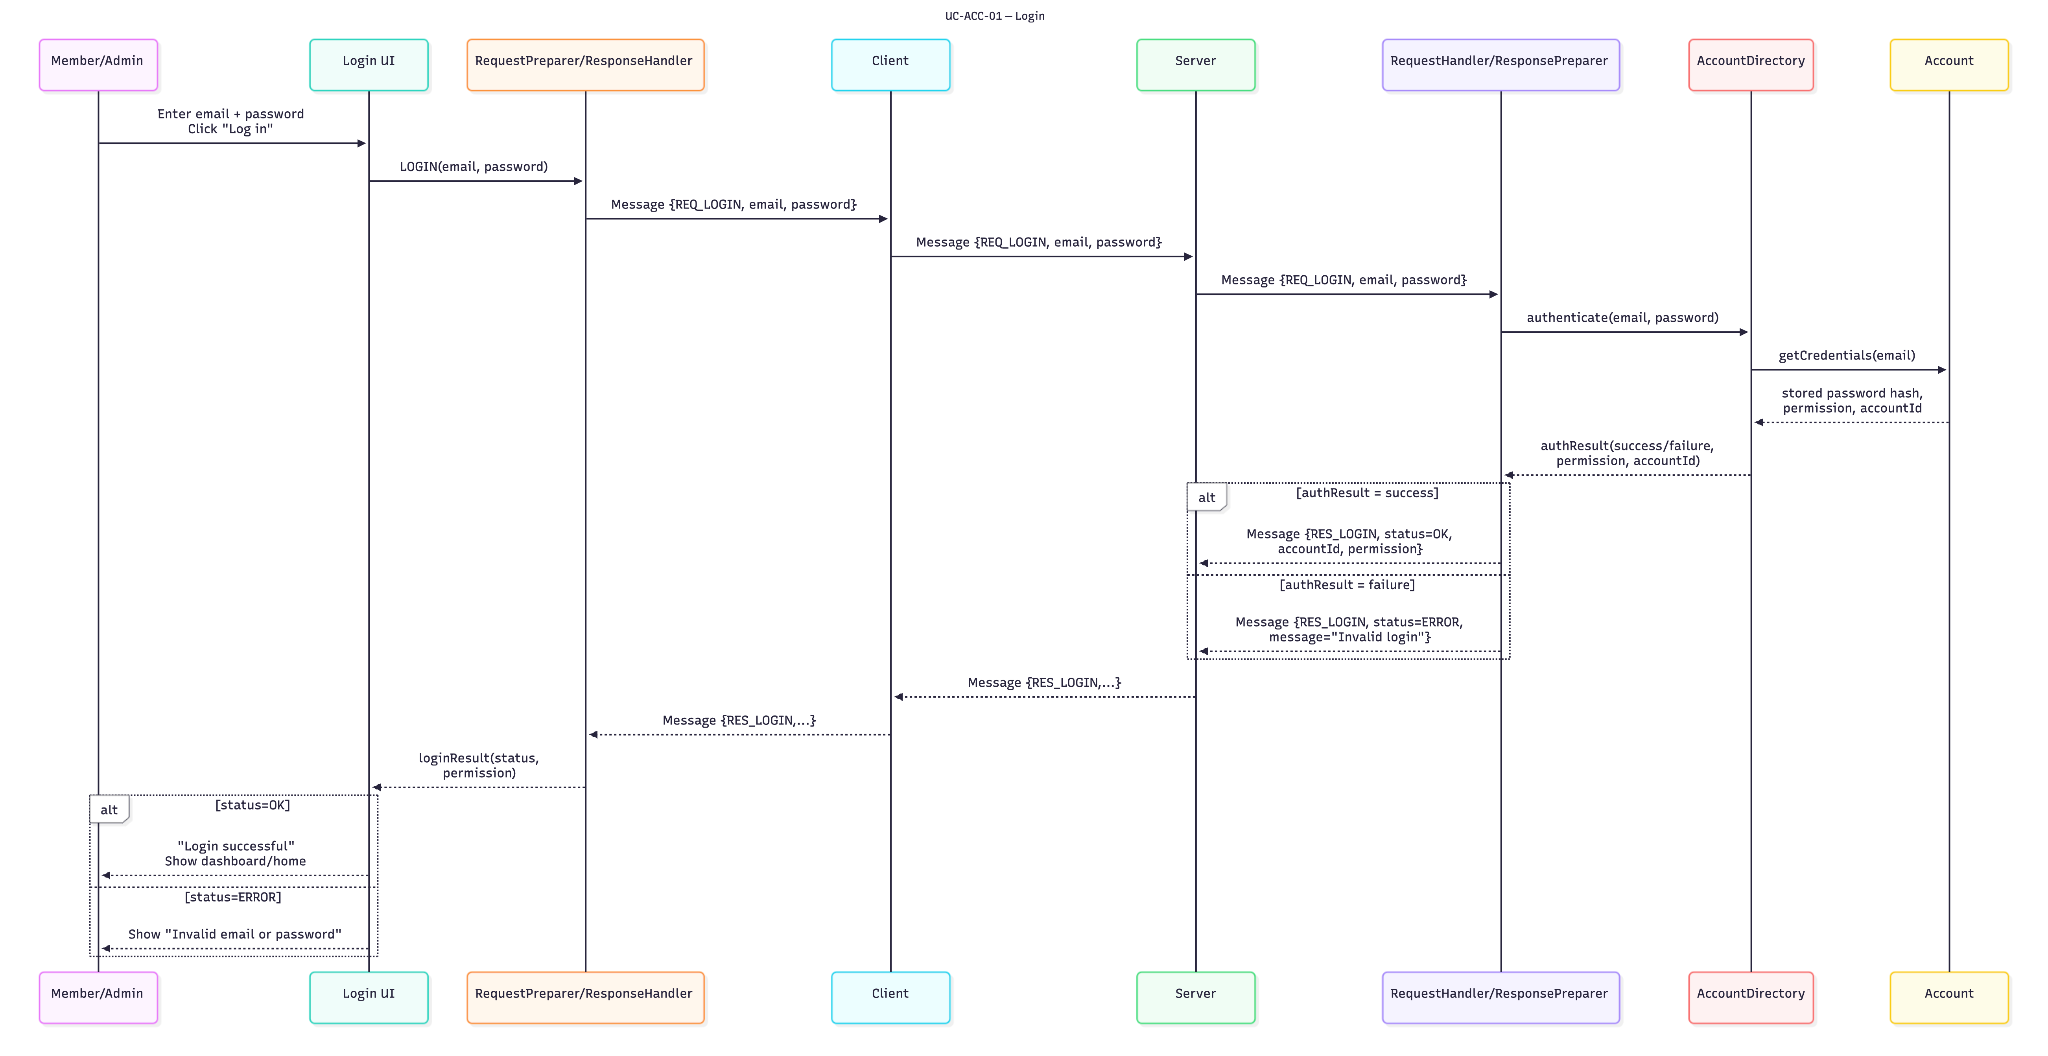 UC-ACC-01 – Login
Member/Admin
Login UI
RequestPreparer/ResponseHandler
Client
Server
RequestHandler/ResponsePreparer
AccountDirectory
Account
Enter email + password
Click "Log in"
LOGIN(email, password)
Message {REQ_LOGIN, email, password}
Message {REQ_LOGIN, email, password}
Message {REQ_LOGIN, email, password}
authenticate(email, password)
getCredentials(email)
stored password hash,
permission, accountId
authResult(success/failure,
permission, accountId)
alt
[authResult = success]
Message {RES_LOGIN, status=OK,
accountId, permission}
[authResult = failure]
Message {RES_LOGIN, status=ERROR,
message="Invalid login"}
Message {RES_LOGIN,...}
Message {RES_LOGIN,...}
loginResult(status,
permission)
alt
[status=OK]
"Login successful"
Show dashboard/home
[status=ERROR]
Show "Invalid email or password"
Member/Admin
Login UI
RequestPreparer/ResponseHandler
Client
Server
RequestHandler/ResponsePreparer
AccountDirectory
Account